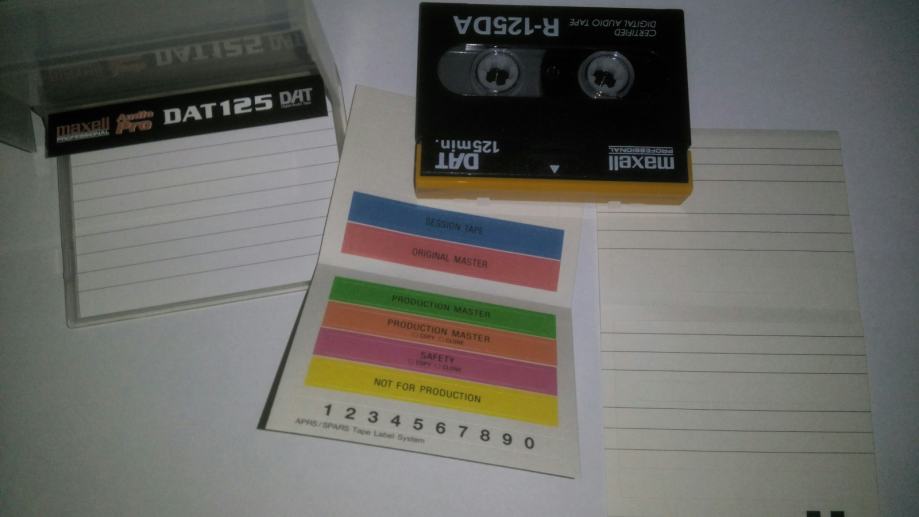 maxell
PROFESSIONAL
Audio
Pro
DAT125
DAT
R-125DA
CERTIFIED
DIGITAL AUDIO TAPE
DAT
125min.
maxell
PROFESSIONAL
SESSION TAPE
ORIGINAL MASTER
PRODUCTION MASTER
PRODUCTION MASTER
□ COPY □ CLONE
SAFETY
□ COPY □ CLONE
NOT FOR PRODUCTION
1 2 3 4 5 6 7 8 9 0
APRS/SPARS Tape Label System